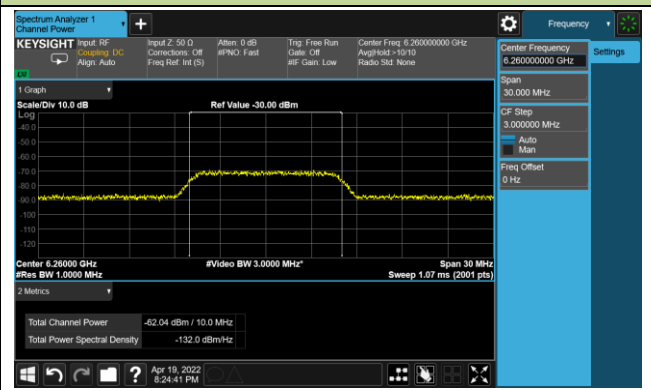 Spectrum Analyzer 1
Channel Power
Frequency
KEYSIGHT
Input: RF
Coupling: DC
Align: Auto
Input Z: 50 Ω
Corrections: Off
Freq Ref: Int (S)
Atten: 0 dB
#PNO: Fast
Trig: Free Run
Gate: Off
#IF Gain: Low
Center Freq: 6.260000000 GHz
Avg|Hold:>10/10
Radio Std: None
Center Frequency
6.260000000 GHz
Settings
Span
30.000 MHz
CF Step
3.000000 MHz
Auto
Man
Freq Offset
0 Hz
1 Graph
Scale/Div 10.0 dB
Ref Value -30.00 dBm
Log
-40.0
-50.0
-60.0
-70.0
-80.0
-90.0
-100
-110
-120
Center 6.26000 GHz
#Video BW 3.0000 MHz*
Span 30 MHz
#Res BW 1.0000 MHz
Sweep 1.07 ms (2001 pts)
2 Metrics
Total Channel Power
-62.04 dBm / 10.0 MHz
Total Power Spectral Density
-132.0 dBm/Hz
?
Apr 19, 2022
8:24:41 PM